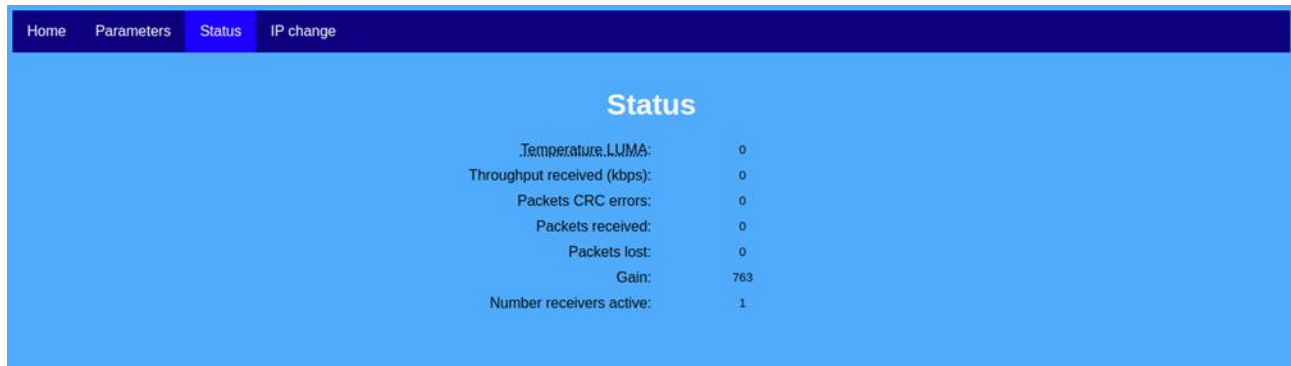 Home Parameters Status IP change
Status
Temperature LUMA: 0
Throughput received (kbps): 0
Packets CRC errors: 0
Packets received: 0
Packets lost: 0
Gain: 763
Number receivers active: 1